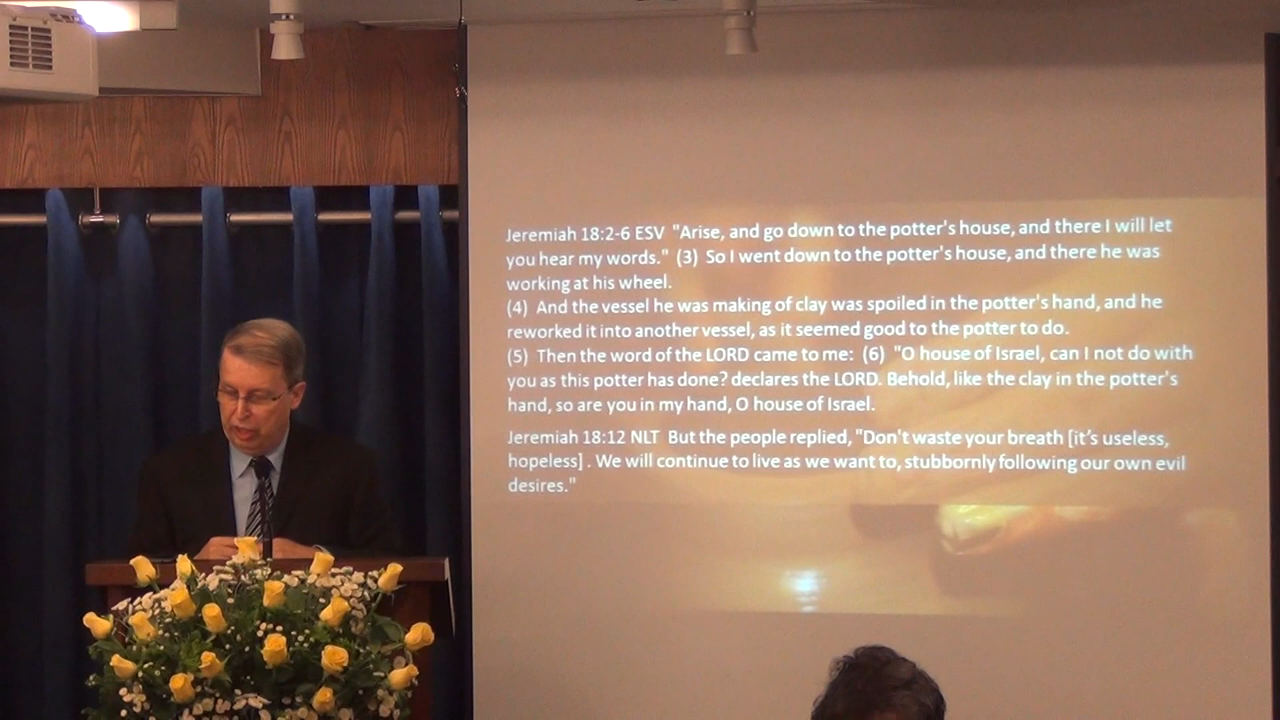 Jeremiah 18:2-6 ESV "Arise, and go down to the potter's house, and there I will let
you hear my words." (3) So I went down to the potter's house, and there he was
working at his wheel.
(4) And the vessel he was making of clay was spoiled in the potter's hand, and he
reworked it into another vessel, as it seemed good to the potter to do.
(5) Then the word of the LORD came to me: (6) "O house of Israel, can I not do with
you as this potter has done? declares the LORD. Behold, like the clay in the potter's
hand, so are you in my hand, O house of Israel.
Jeremiah 18:12 NLT But the people replied, "Don't waste your breath [it's useless,
hopeless] . We will continue to live as we want to, stubbornly following our own evil
desires."